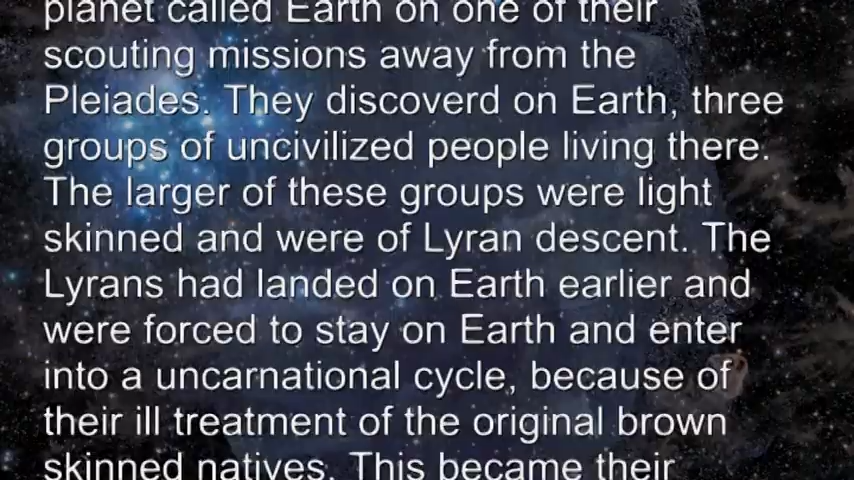 planet called Earth on one of their
scouting missions away from the
Pleiades. They discoverd on Earth, three
groups of uncivilized people living there.
The larger of these groups were light
skinned and were of Lyran descent. The
Lyrans had landed on Earth earlier and
were forced to stay on Earth and enter
into a uncarnational cycle, because of
their ill treatment of the original brown
skinned natives. This became their